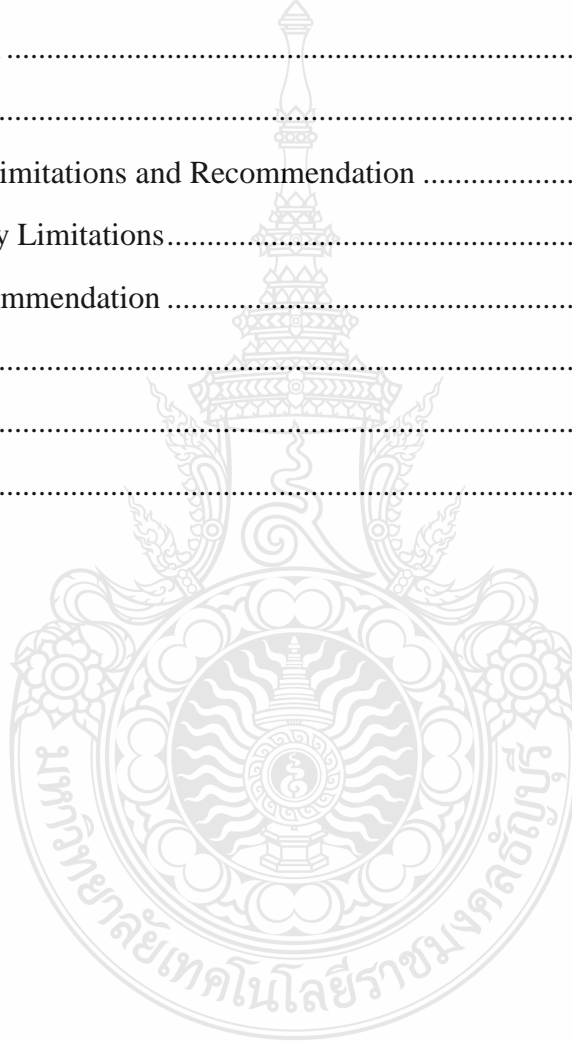 ....................................................................
....................................................................
imitations and Recommendation ..................
y Limitations..................................................
mmendation ..................................................
....................................................................
....................................................................
....................................................................
มหาวิทยาลัยเทคโนโลยีราชมงคลธัญบุรี